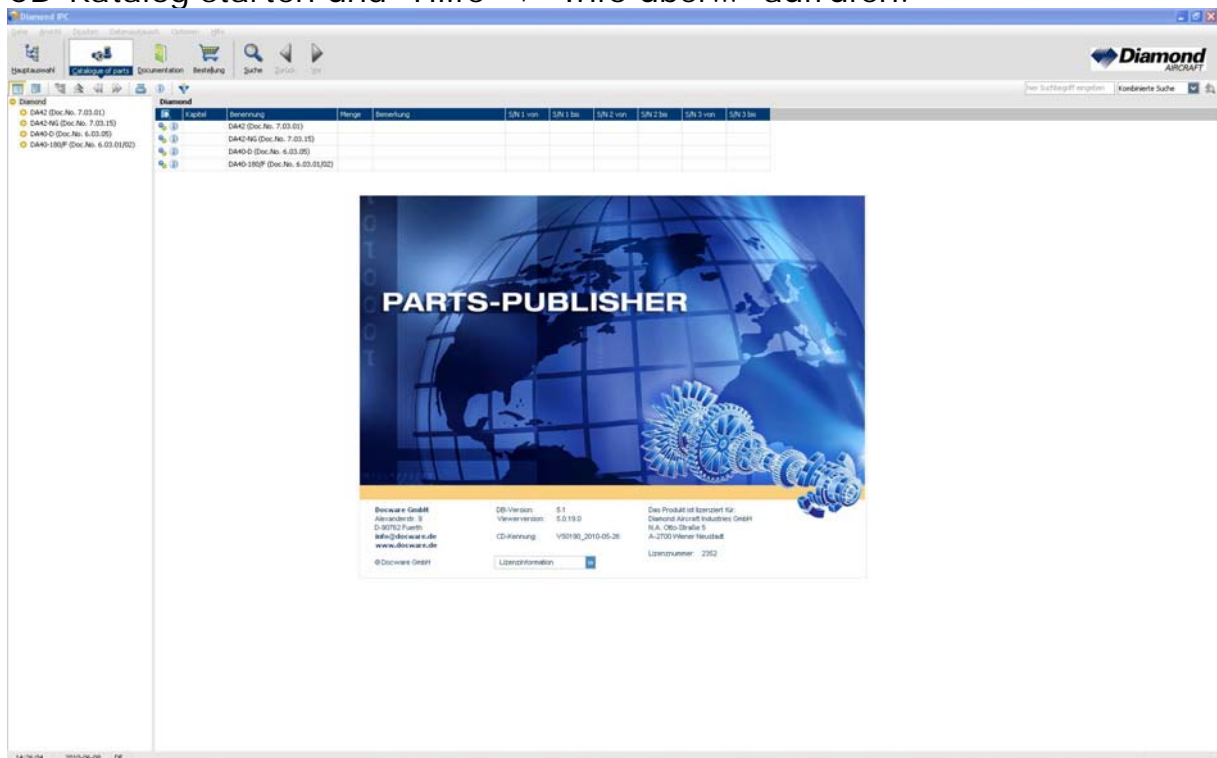 CD-Katalog starten und "Hilfe" -> "Info über..." aufrufen:
Diamond IPC
Hauptauswahl Catalogue of parts Documentation Bestellung Suche Zurück
Diamond
AIRCRAFT
Kombinierte Suche
Diamond
DA42 (Doc.No. 7.03.01)
DA42-NG (Doc.No. 7.03.15)
DA40-D (Doc.No. 6.03.05)
DA40-180/F (Doc.No. 6.03.01/02)
Diamond
Kapitel Benennung Menge Bemerkung S/N 1 von S/N 1 bis S/N 2 von S/N 2 bis S/N 3 von S/N 3 bis
DA42 (Doc.No. 7.03.01)
DA42-NG (Doc.No. 7.03.15)
DA40-D (Doc.No. 6.03.05)
DA40-180/F (Doc.No. 6.03.01/02)
PARTS-PUBLISHER
Docware GmbH
Alexanderstr. 8
D-90762 Fuerth
info@docware.de
www.docware.de
© Docware GmbH
DB-Version: 5.1
Viewerversion: 5.0.19.0
CD-Kennung: V50190_2010-05-26
Lizenzinformation
Das Produkt ist lizenziert für:
Diamond Aircraft Industries GmbH
N.A. Otto-Straße 5
A-2700 Wiener Neustadt
Lizenznummer: 2352